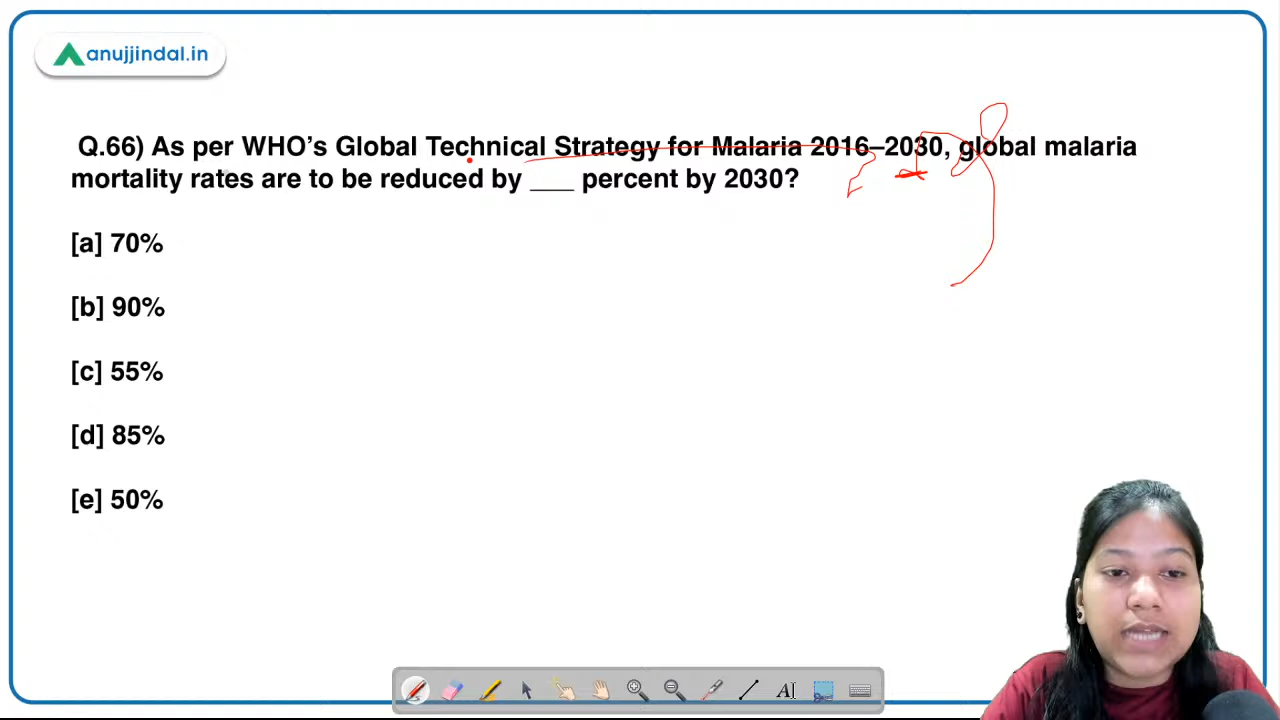 anujjindal.in
Q.66) As per WHO’s Global Technical Strategy for Malaria 2016–2030, global malaria
mortality rates are to be reduced by ___ percent by 2030?
[a] 70%
[b] 90%
[c] 55%
[d] 85%
[e] 50%